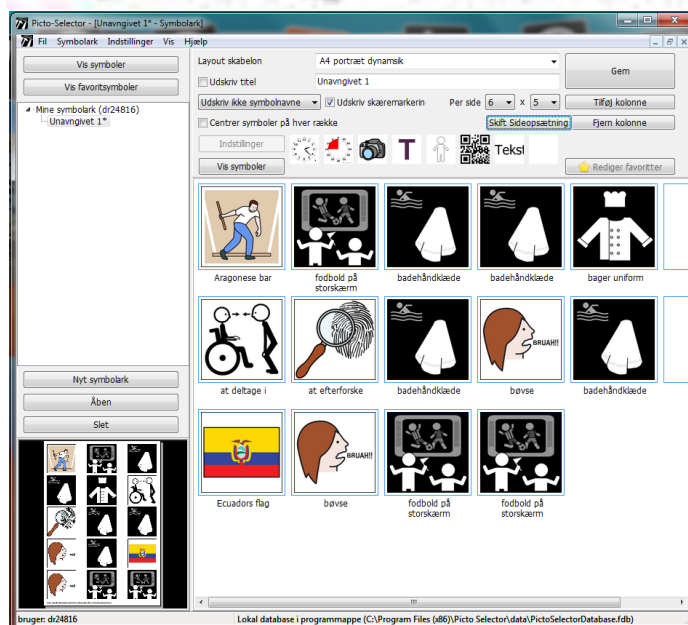 Picto-Selector - [Unavngivet 1* - Symbolark]
Fil Symbolark Indstillinger Vis Hjælp
Vis symboler
Vis favoritsymboler
Mine symbolark (dr24816)
Unavngivet 1*
Nyt symbolark
Åben
Slet
Layout skabelon A4 portræt dynamsik
Udskriv titel Unavngivet 1
Udskriv ikke symbolnavne Udskriv skæremarkerin Per side 6 x 5
Centrer symboler på hver række Skift Sideopsætning
Gem
Tilføj kolonne
Fjern kolonne
Indstillinger
Vis symboler
T
Tekst
Rediger favoritter
Aragonese bar
fodbold på
storskærm
badehåndklæde
badehåndklæde
bager uniform
BRUAH!!
at deltage i
at efterforske
badehåndklæde
bøvse
badehåndklæde
BRUAH!!
Ecuadors flag
bøvse
fodbold på
storskærm
fodbold på
storskærm
bruger: dr24816
Lokal database i programmappe (C:\Program Files (x86)\Picto Selector\data\PictoSelectorDatabase.fdb)